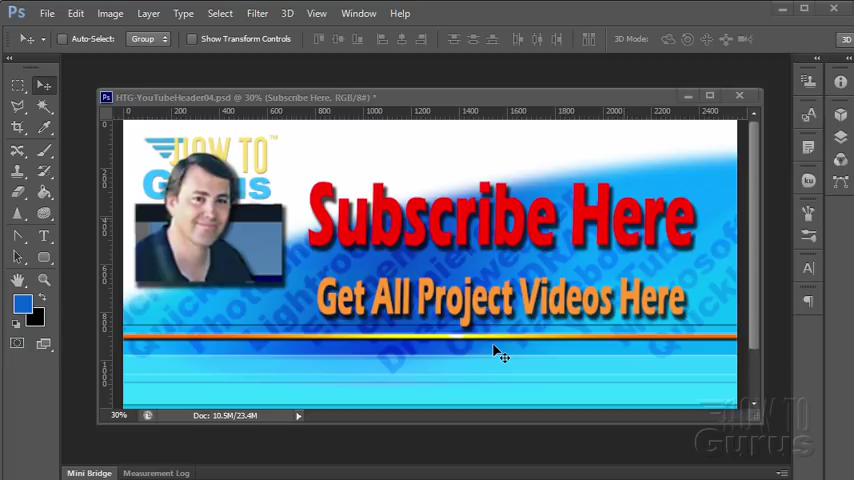 Ps File Edit Image Layer Type Select Filter 3D View Window Help
Auto-Select: Group Show Transform Controls 3D Mode: 3D
HTG-YouTubeHeader04.psd @ 30% (Subscribe Here, RGB/8#) *
0 200 400 600 800 1000 1200 1400 1600 1800 2000 2200 2400
HOW TO™
Gurus
Subscribe Here
Get All Project Videos Here
30% Doc: 10.5M/23.4M
HOW TO
Gurus
Mini Bridge Measurement Log